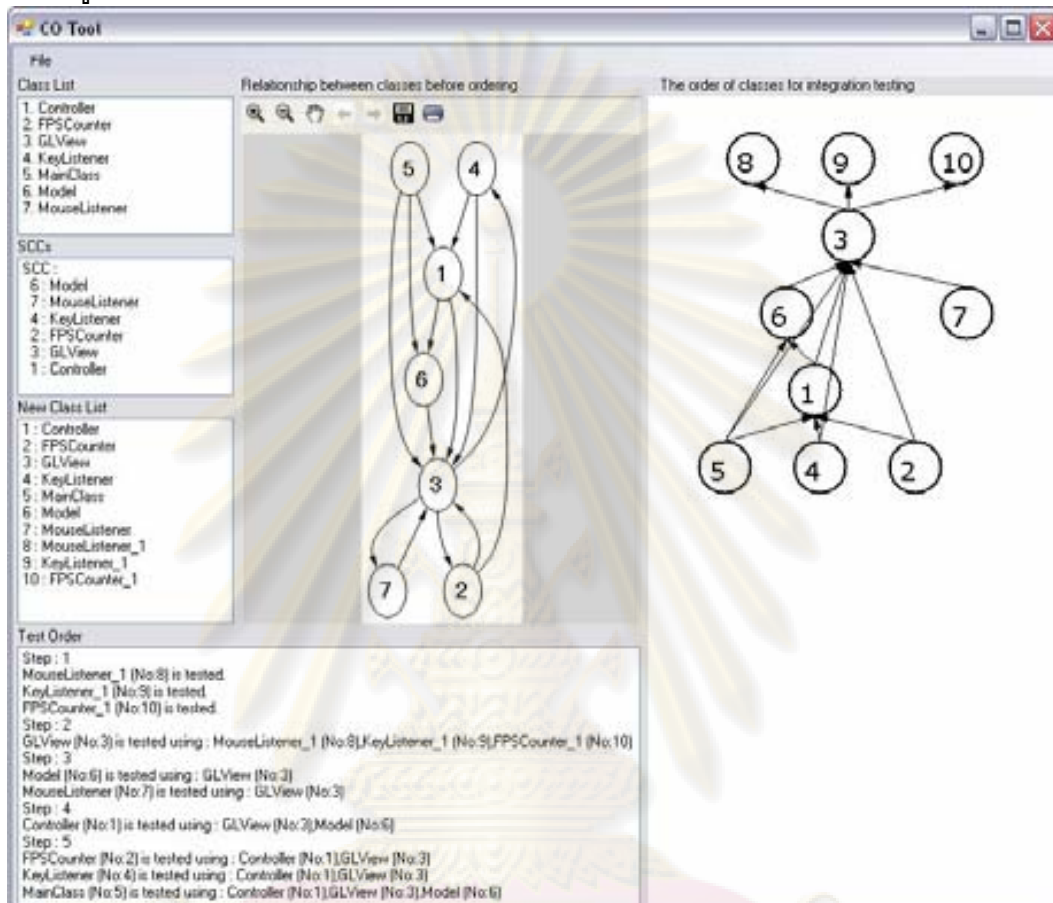 CO Tool
File
Class List
1. Controller
2. FPSCounter
3. GLView
4. KeyListener
5. MainClass
6. Model
7. MouseListener
SCCs
SCC :
6 : Model
7 : MouseListener
4 : KeyListener
2 : FPSCounter
3 : GLView
1 : Controller
New Class List
1 : Controller
2 : FPSCounter
3 : GLView
4 : KeyListener
5 : MainClass
6 : Model
7 : MouseListener
8 : MouseListener_1
9 : KeyListener_1
10 : FPSCounter_1
Relationship between classes before ordering
5 4
1
6
3
7 2
The order of classes for integration testing
8 9 10
3
6 7
1
5 4 2
Test Order
Step : 1
MouseListener_1 (No:8) is tested.
KeyListener_1 (No:9) is tested.
FPSCounter_1 (No:10) is tested.
Step : 2
GLView (No:3) is tested using : MouseListener_1 (No:8),KeyListener_1 (No:9),FPSCounter_1 (No:10)
Step : 3
Model (No:6) is tested using : GLView (No:3)
MouseListener (No:7) is tested using : GLView (No:3)
Step : 4
Controller (No:1) is tested using : GLView (No:3),Model (No:6)
Step : 5
FPSCounter (No:2) is tested using : Controller (No:1),GLView (No:3)
KeyListener (No:4) is tested using : Controller (No:1),GLView (No:3)
MainClass (No:5) is tested using : Controller (No:1),GLView (No:3),Model (No:6)